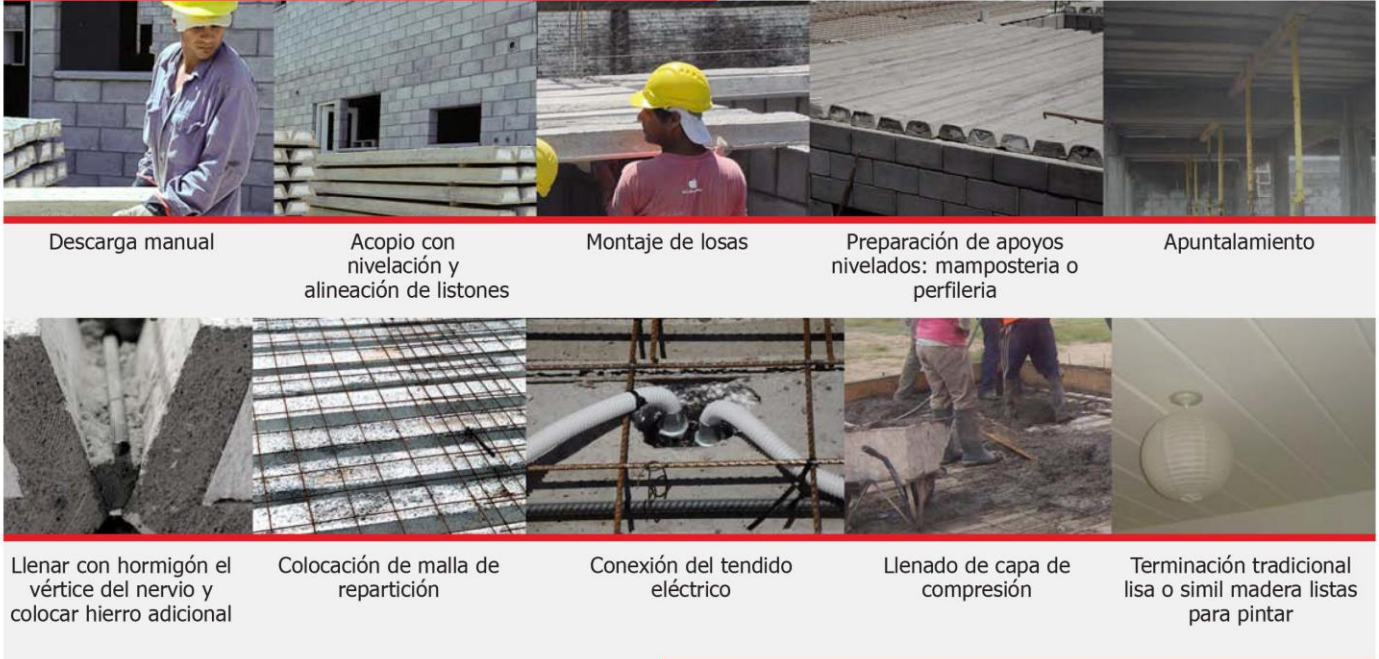 Descarga manual
Acopio con
nivelación y
alineación de listones
Montaje de losas
Preparación de apoyos
nivelados: mamposteria o
perfileria
Apuntalamiento
Llenar con hormigón el
vértice del nervio y
colocar hierro adicional
Colocación de malla de
repartición
Conexión del tendido
eléctrico
Llenado de capa de
compresión
Terminación tradicional
lisa o simil madera listas
para pintar